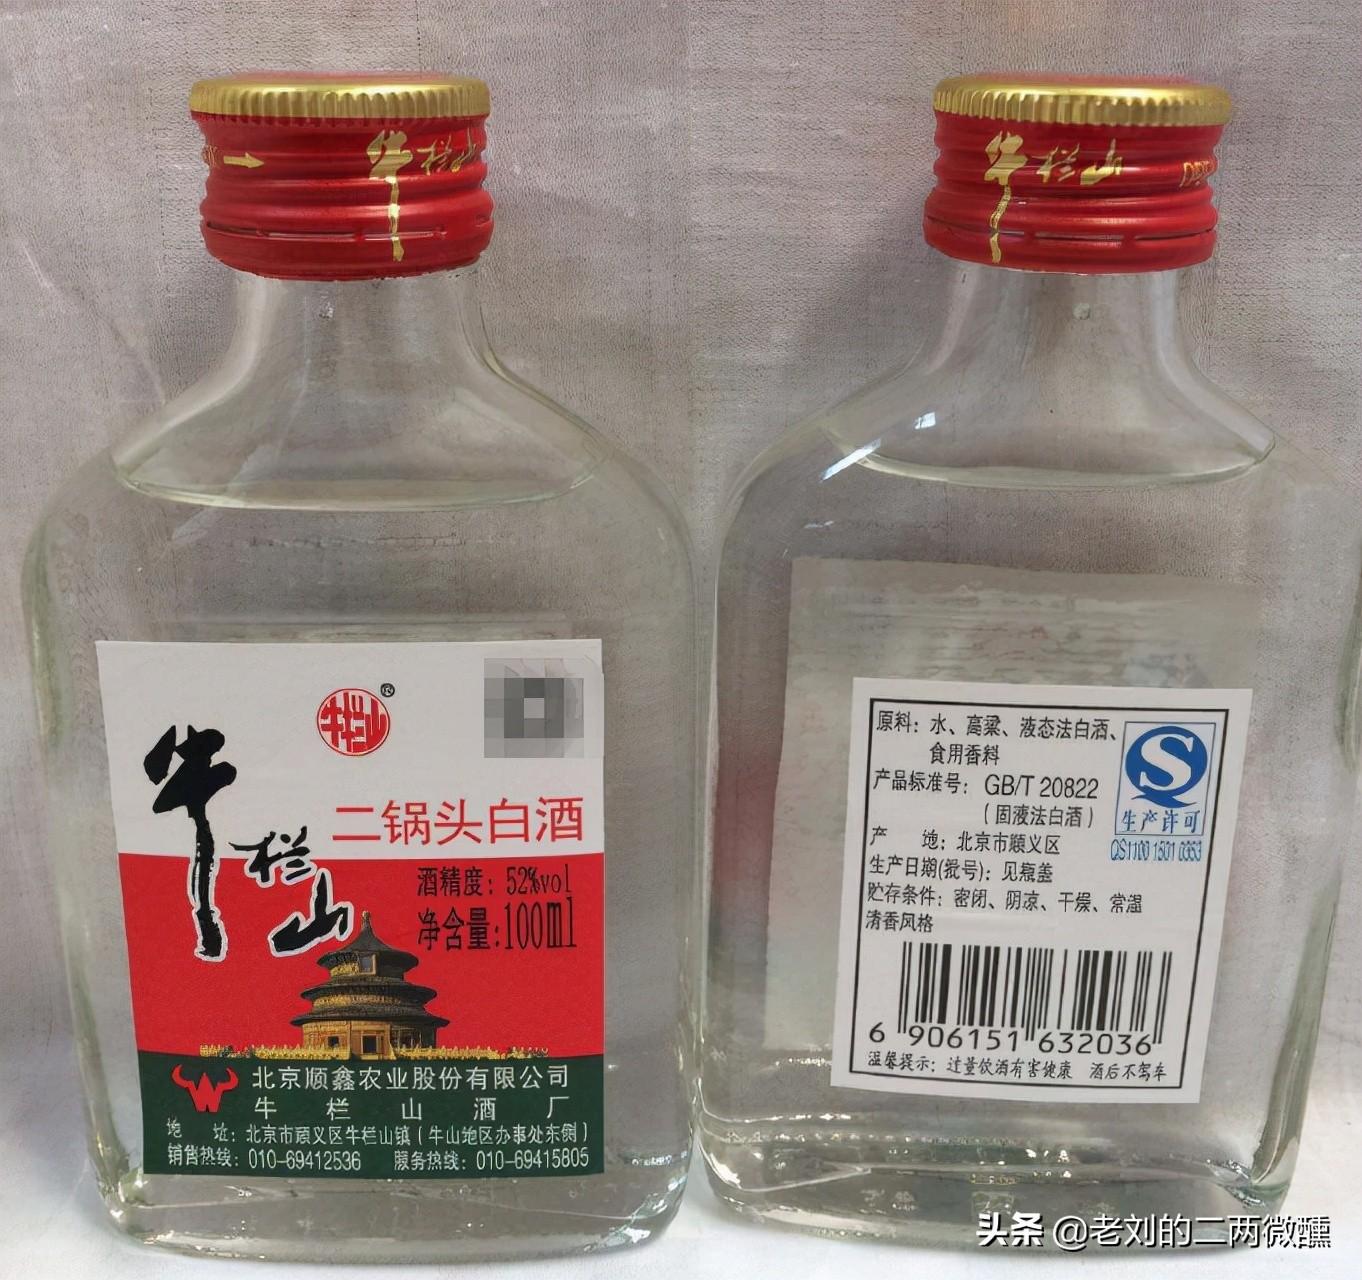 牛栏山
牛栏山
®
牛栏山
二锅头白酒
酒精度：52%vol
净含量：100ml
北京顺鑫农业股份有限公司
牛栏山酒厂
地 址：北京市顺义区牛栏山镇（牛山地区办事处东侧）
销售热线：010-69412536 服务热线：010-69415805
牛栏山
原料：水、高粱、液态法白酒、
食用香料
产品标准号：GB/T 20822
（固液法白酒）
产 地：北京市顺义区
生产日期(批号)：见瓶盖
贮存条件：密闭、阴凉、干燥、常温
清香风格
生产许可
QS1100 1501 0353
6 906151 632036
温馨提示：过量饮酒有害健康 酒后不驾车
头条 @老刘的二两微醺